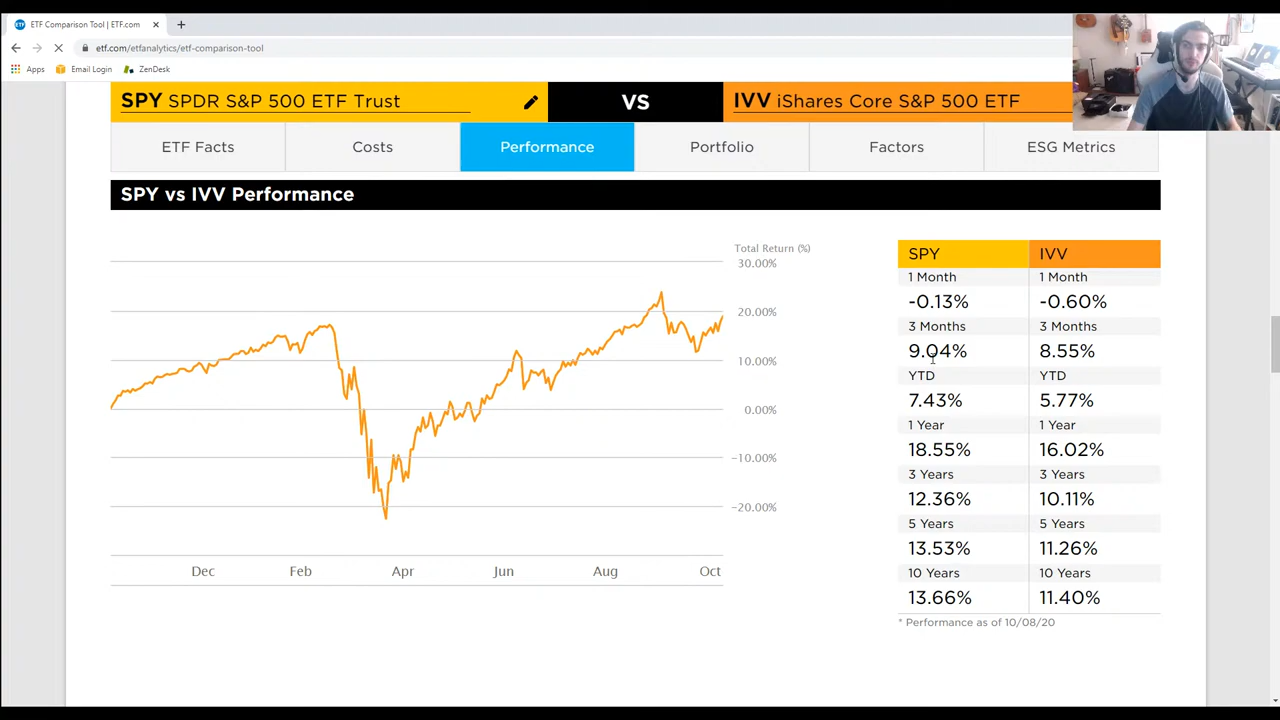 ETF Comparison Tool | ETF.com
etf.com/etfanalytics/etf-comparison-tool
Apps Email Login ZenDesk
SPY SPDR S&P 500 ETF Trust VS IVV iShares Core S&P 500 ETF
ETF Facts Costs Performance Portfolio Factors ESG Metrics
SPY vs IVV Performance
Total Return (%)
30.00%
20.00%
10.00%
0.00%
-10.00%
-20.00%
Dec Feb Apr Jun Aug Oct
SPY IVV
1 Month 1 Month
-0.13% -0.60%
3 Months 3 Months
9.04% 8.55%
YTD YTD
7.43% 5.77%
1 Year 1 Year
18.55% 16.02%
3 Years 3 Years
12.36% 10.11%
5 Years 5 Years
13.53% 11.26%
10 Years 10 Years
13.66% 11.40%
* Performance as of 10/08/20